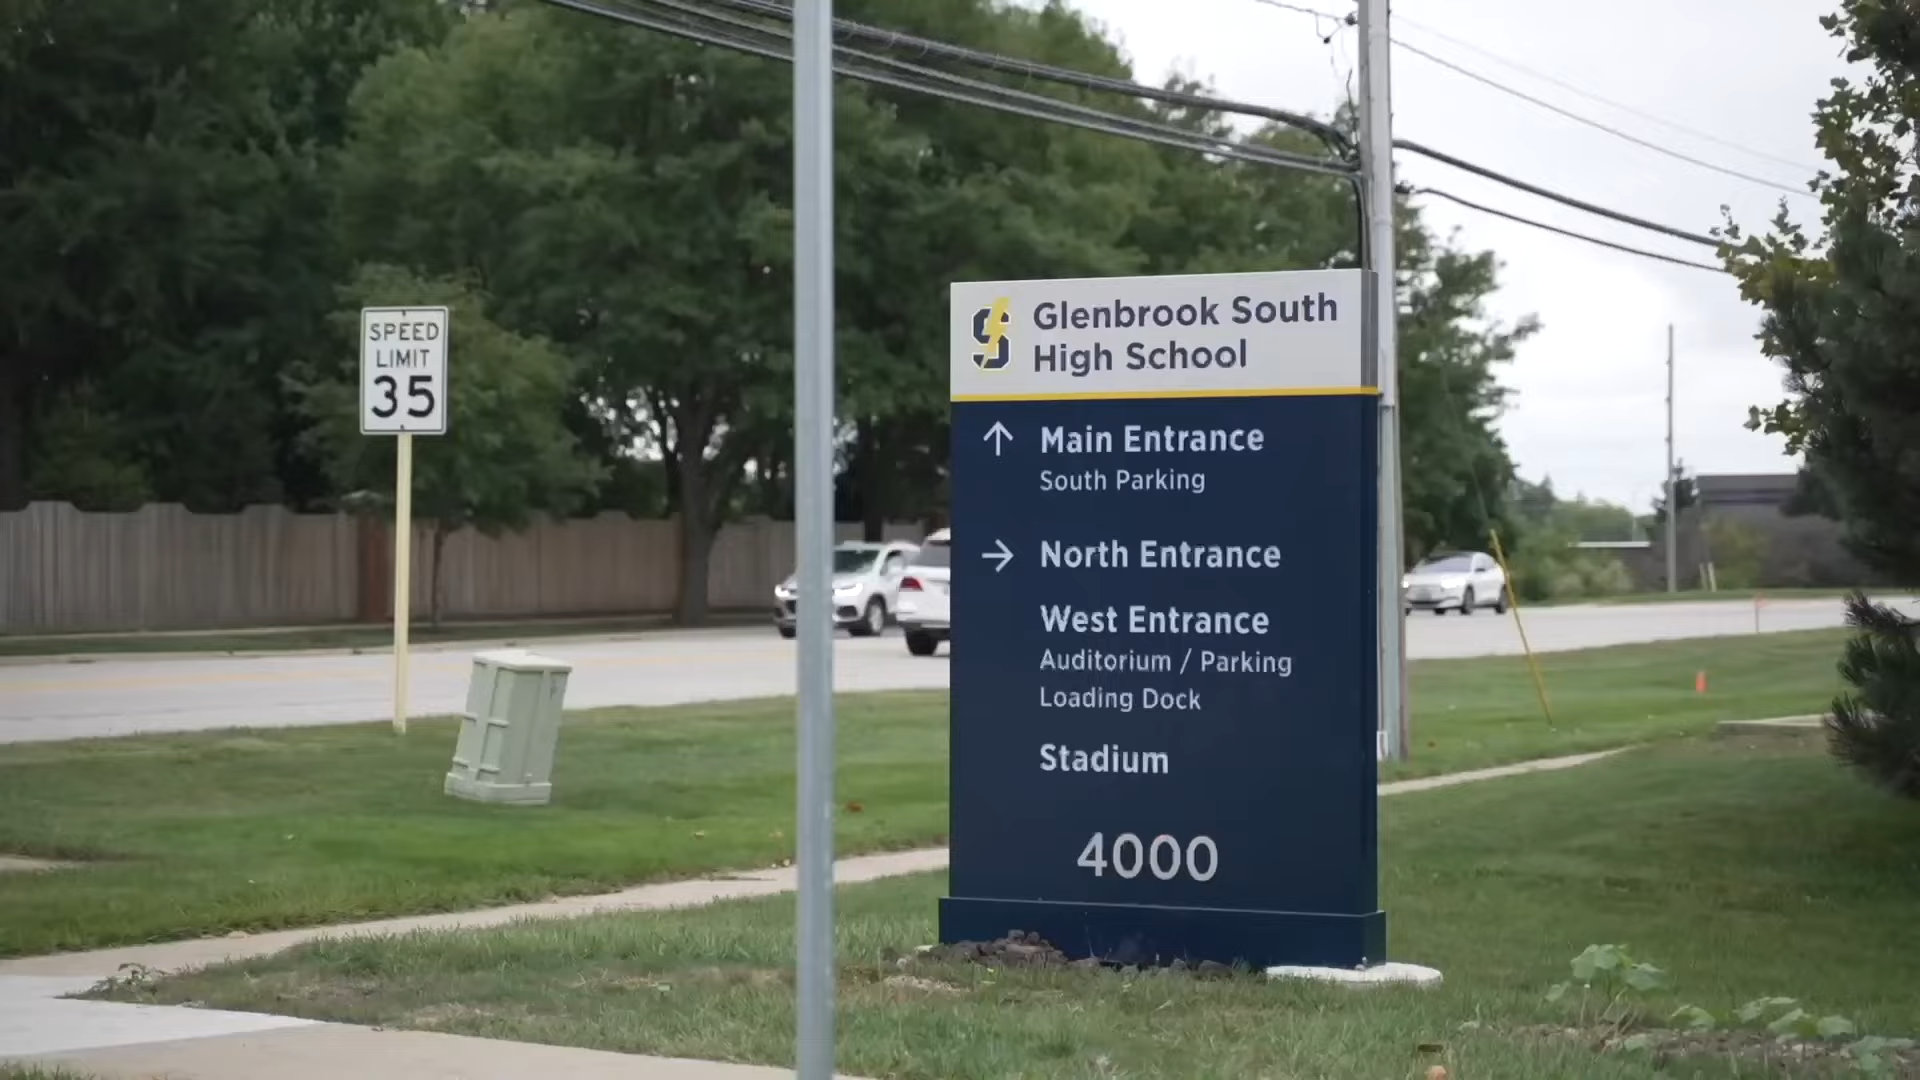 SPEED
LIMIT
35
Glenbrook South
High School
↑ Main Entrance
South Parking
→ North Entrance
West Entrance
Auditorium / Parking
Loading Dock
Stadium
4000